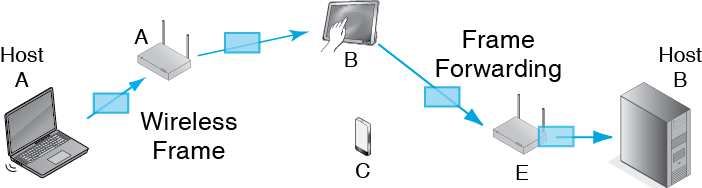 Host
A
A
Wireless
Frame
B
C
Frame
Forwarding
E
Host
B